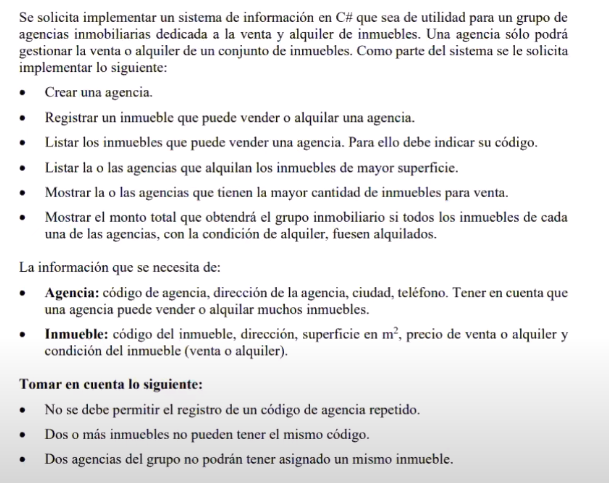 Se solicita implementar un sistema de información en C# que sea de utilidad para un grupo de
agencias inmobiliarias dedicada a la venta y alquiler de inmuebles. Una agencia sólo podrá
gestionar la venta o alquiler de un conjunto de inmuebles. Como parte del sistema se le solicita
implementar lo siguiente:
• Crear una agencia.
• Registrar un inmueble que puede vender o alquilar una agencia.
• Listar los inmuebles que puede vender una agencia. Para ello debe indicar su código.
• Listar la o las agencias que alquilan los inmuebles de mayor superficie.
• Mostrar la o las agencias que tienen la mayor cantidad de inmuebles para venta.
• Mostrar el monto total que obtendrá el grupo inmobiliario si todos los inmuebles de cada
una de las agencias, con la condición de alquiler, fuesen alquilados.
La información que se necesita de:
• Agencia: código de agencia, dirección de la agencia, ciudad, teléfono. Tener en cuenta que
una agencia puede vender o alquilar muchos inmuebles.
• Inmueble: código del inmueble, dirección, superficie en m², precio de venta o alquiler y
condición del inmueble (venta o alquiler).
Tomar en cuenta lo siguiente:
• No se debe permitir el registro de un código de agencia repetido.
• Dos o más inmuebles no pueden tener el mismo código.
• Dos agencias del grupo no podrán tener asignado un mismo inmueble.